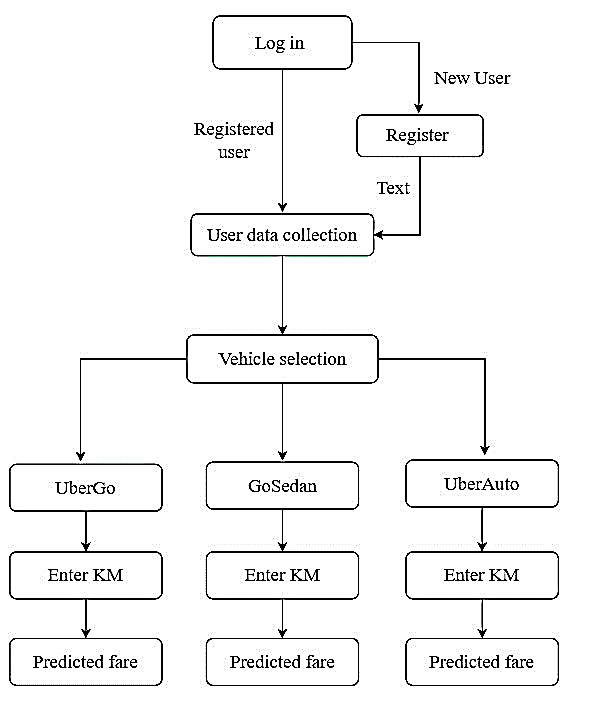 Log in
New User
Registered
user
Register
Text
User data collection
Vehicle selection
UberGo
GoSedan
UberAuto
Enter KM
Enter KM
Enter KM
Predicted fare
Predicted fare
Predicted fare